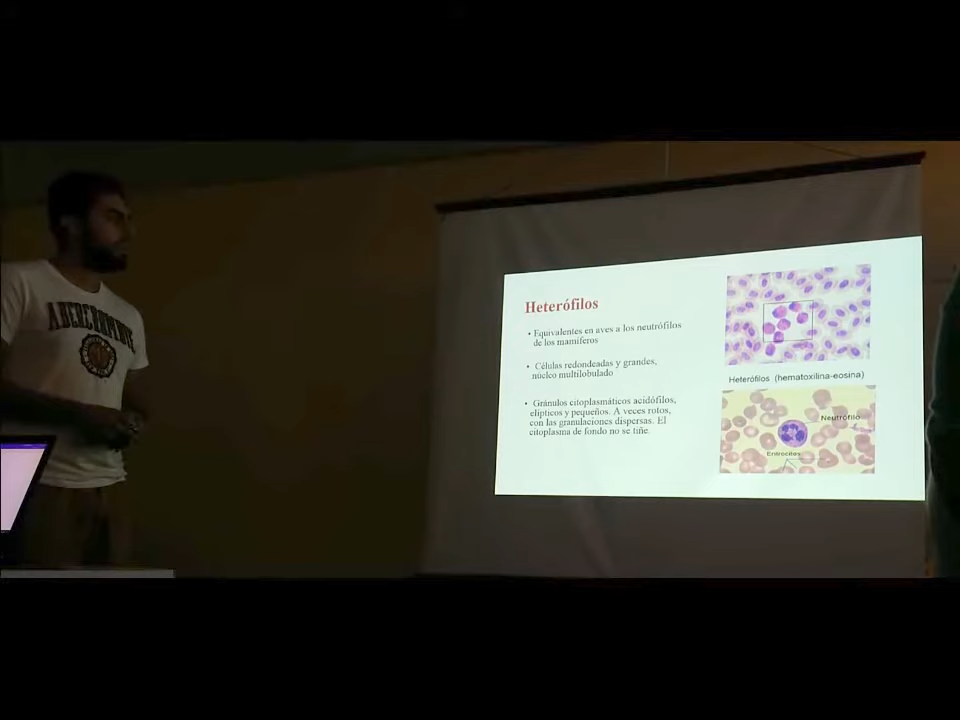 ABERCROMBIE
Heterófilos
• Equivalentes en aves a los neutrófilos
de los mamíferos
• Células redondeadas y grandes,
núcleo multilobulado
• Gránulos citoplasmáticos acidófilos,
elípticos y pequeños. A veces rotos,
con las granulaciones dispersas. El
citoplasma de fondo no se tiñe.
Heterófilos (hematoxilina-eosina)
Neutrófilo
Eritrocitos